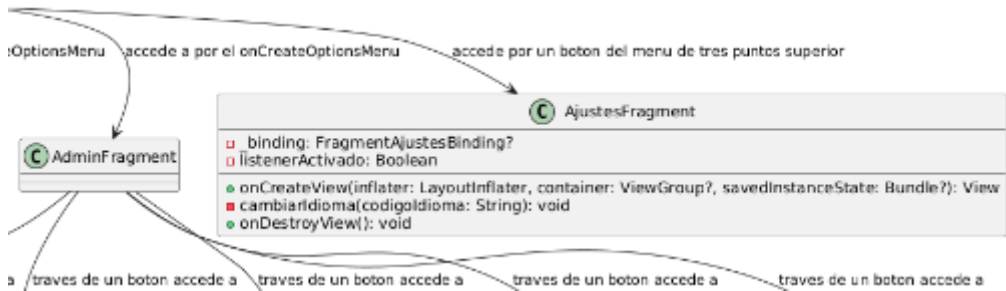 eOptionsMenu
accede a por el onCreateOptionsMenu
accede por un boton del menu de tres puntos superior
C AjustesFragment
_binding: FragmentAjustesBinding?
listenerActivado: Boolean
onCreateView(inflater: LayoutInflater, container: ViewGroup?, savedInstanceState: Bundle?): View
cambiarIdioma(codigoIdioma: String): void
onDestroyView(): void
C AdminFragment
a
traves de un boton accede a
traves de un boton accede a
traves de un boton accede a
traves de un boton accede a